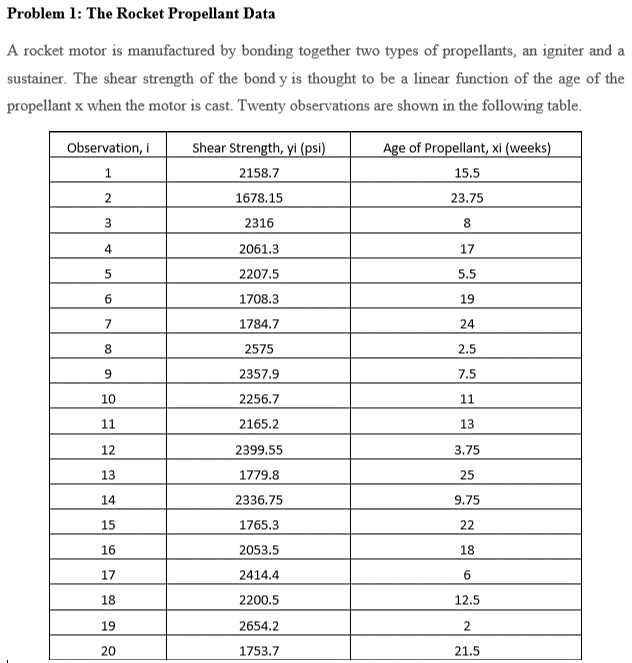 Problem 1: The Rocket Propellant Data
A rocket motor is manufactured by bonding together two types of propellants, an igniter and a
sustainer. The shear strength of the bond y is thought to be a linear function of the age of the
propellant x when the motor is cast. Twenty observations are shown in the following table.
Observation, i Shear Strength, yi (psi) Age of Propellant, xi (weeks)
1 2158.7 15.5
2 1678.15 23.75
3 2316 8
4 2061.3 17
5 2207.5 5.5
6 1708.3 19
7 1784.7 24
8 2575 2.5
9 2357.9 7.5
10 2256.7 11
11 2165.2 13
12 2399.55 3.75
13 1779.8 25
14 2336.75 9.75
15 1765.3 22
16 2053.5 18
17 2414.4 6
18 2200.5 12.5
19 2654.2 2
20 1753.7 21.5